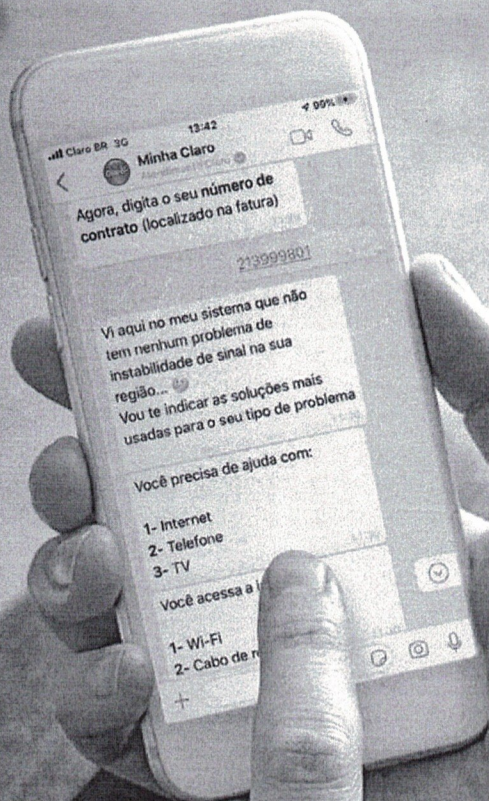 Claro BR 3G
13:42
99%
Minha Claro
Agora, digita o seu número de
contrato (localizado na fatura)
213999801
Vi aqui no meu sistema que não
tem nenhum problema de
instabilidade de sinal na sua
região...
Vou te indicar as soluções mais
usadas para o seu tipo de problema
Você precisa de ajuda com:
1- Internet
2- Telefone
3- TV
Você acessa a
1- Wi-Fi
2- Cabo de